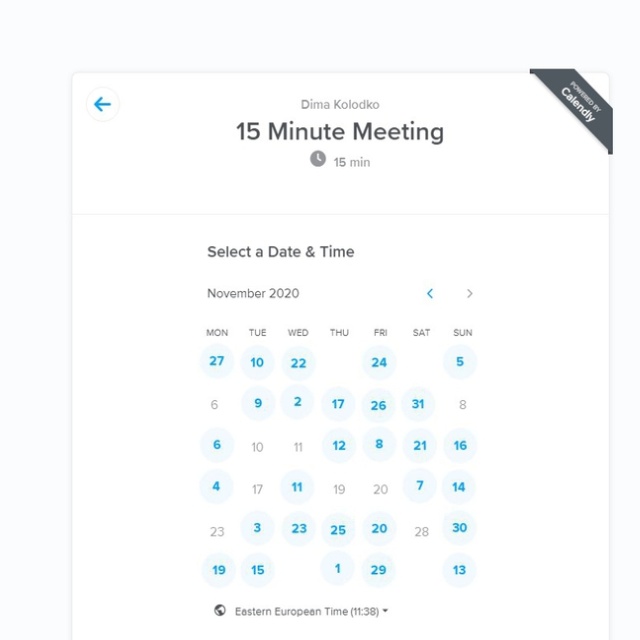 Dima Kolodko
POWERED BY
Calendly
15 Minute Meeting
15 min
Select a Date & Time
November 2020
MON TUE WED THU FRI SAT SUN
27 10 22 24 5
6 9 2 17 26 31 8
6 10 11 12 8 21 16
4 17 11 19 20 7 14
23 3 23 25 20 28 30
19 15 1 29 13
Eastern European Time (11:38)